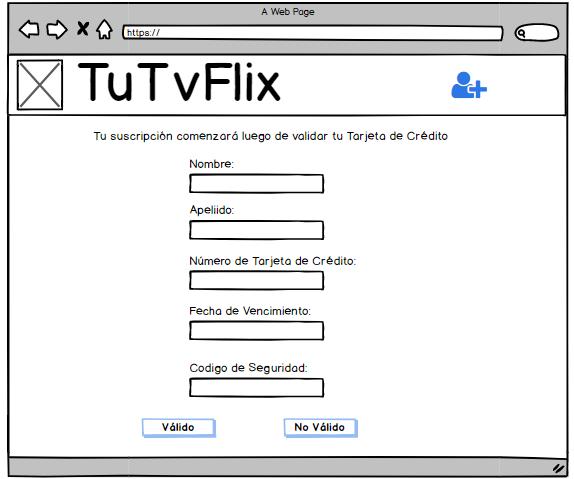 A Web Page
https://
TuTvFlix
Tu suscripción comenzará luego de validar tu Tarjeta de Crédito
Nombre:
Apeliido:
Número de Tarjeta de Crédito:
Fecha de Vencimiento:
Codigo de Seguridad:
Válido
No Válido